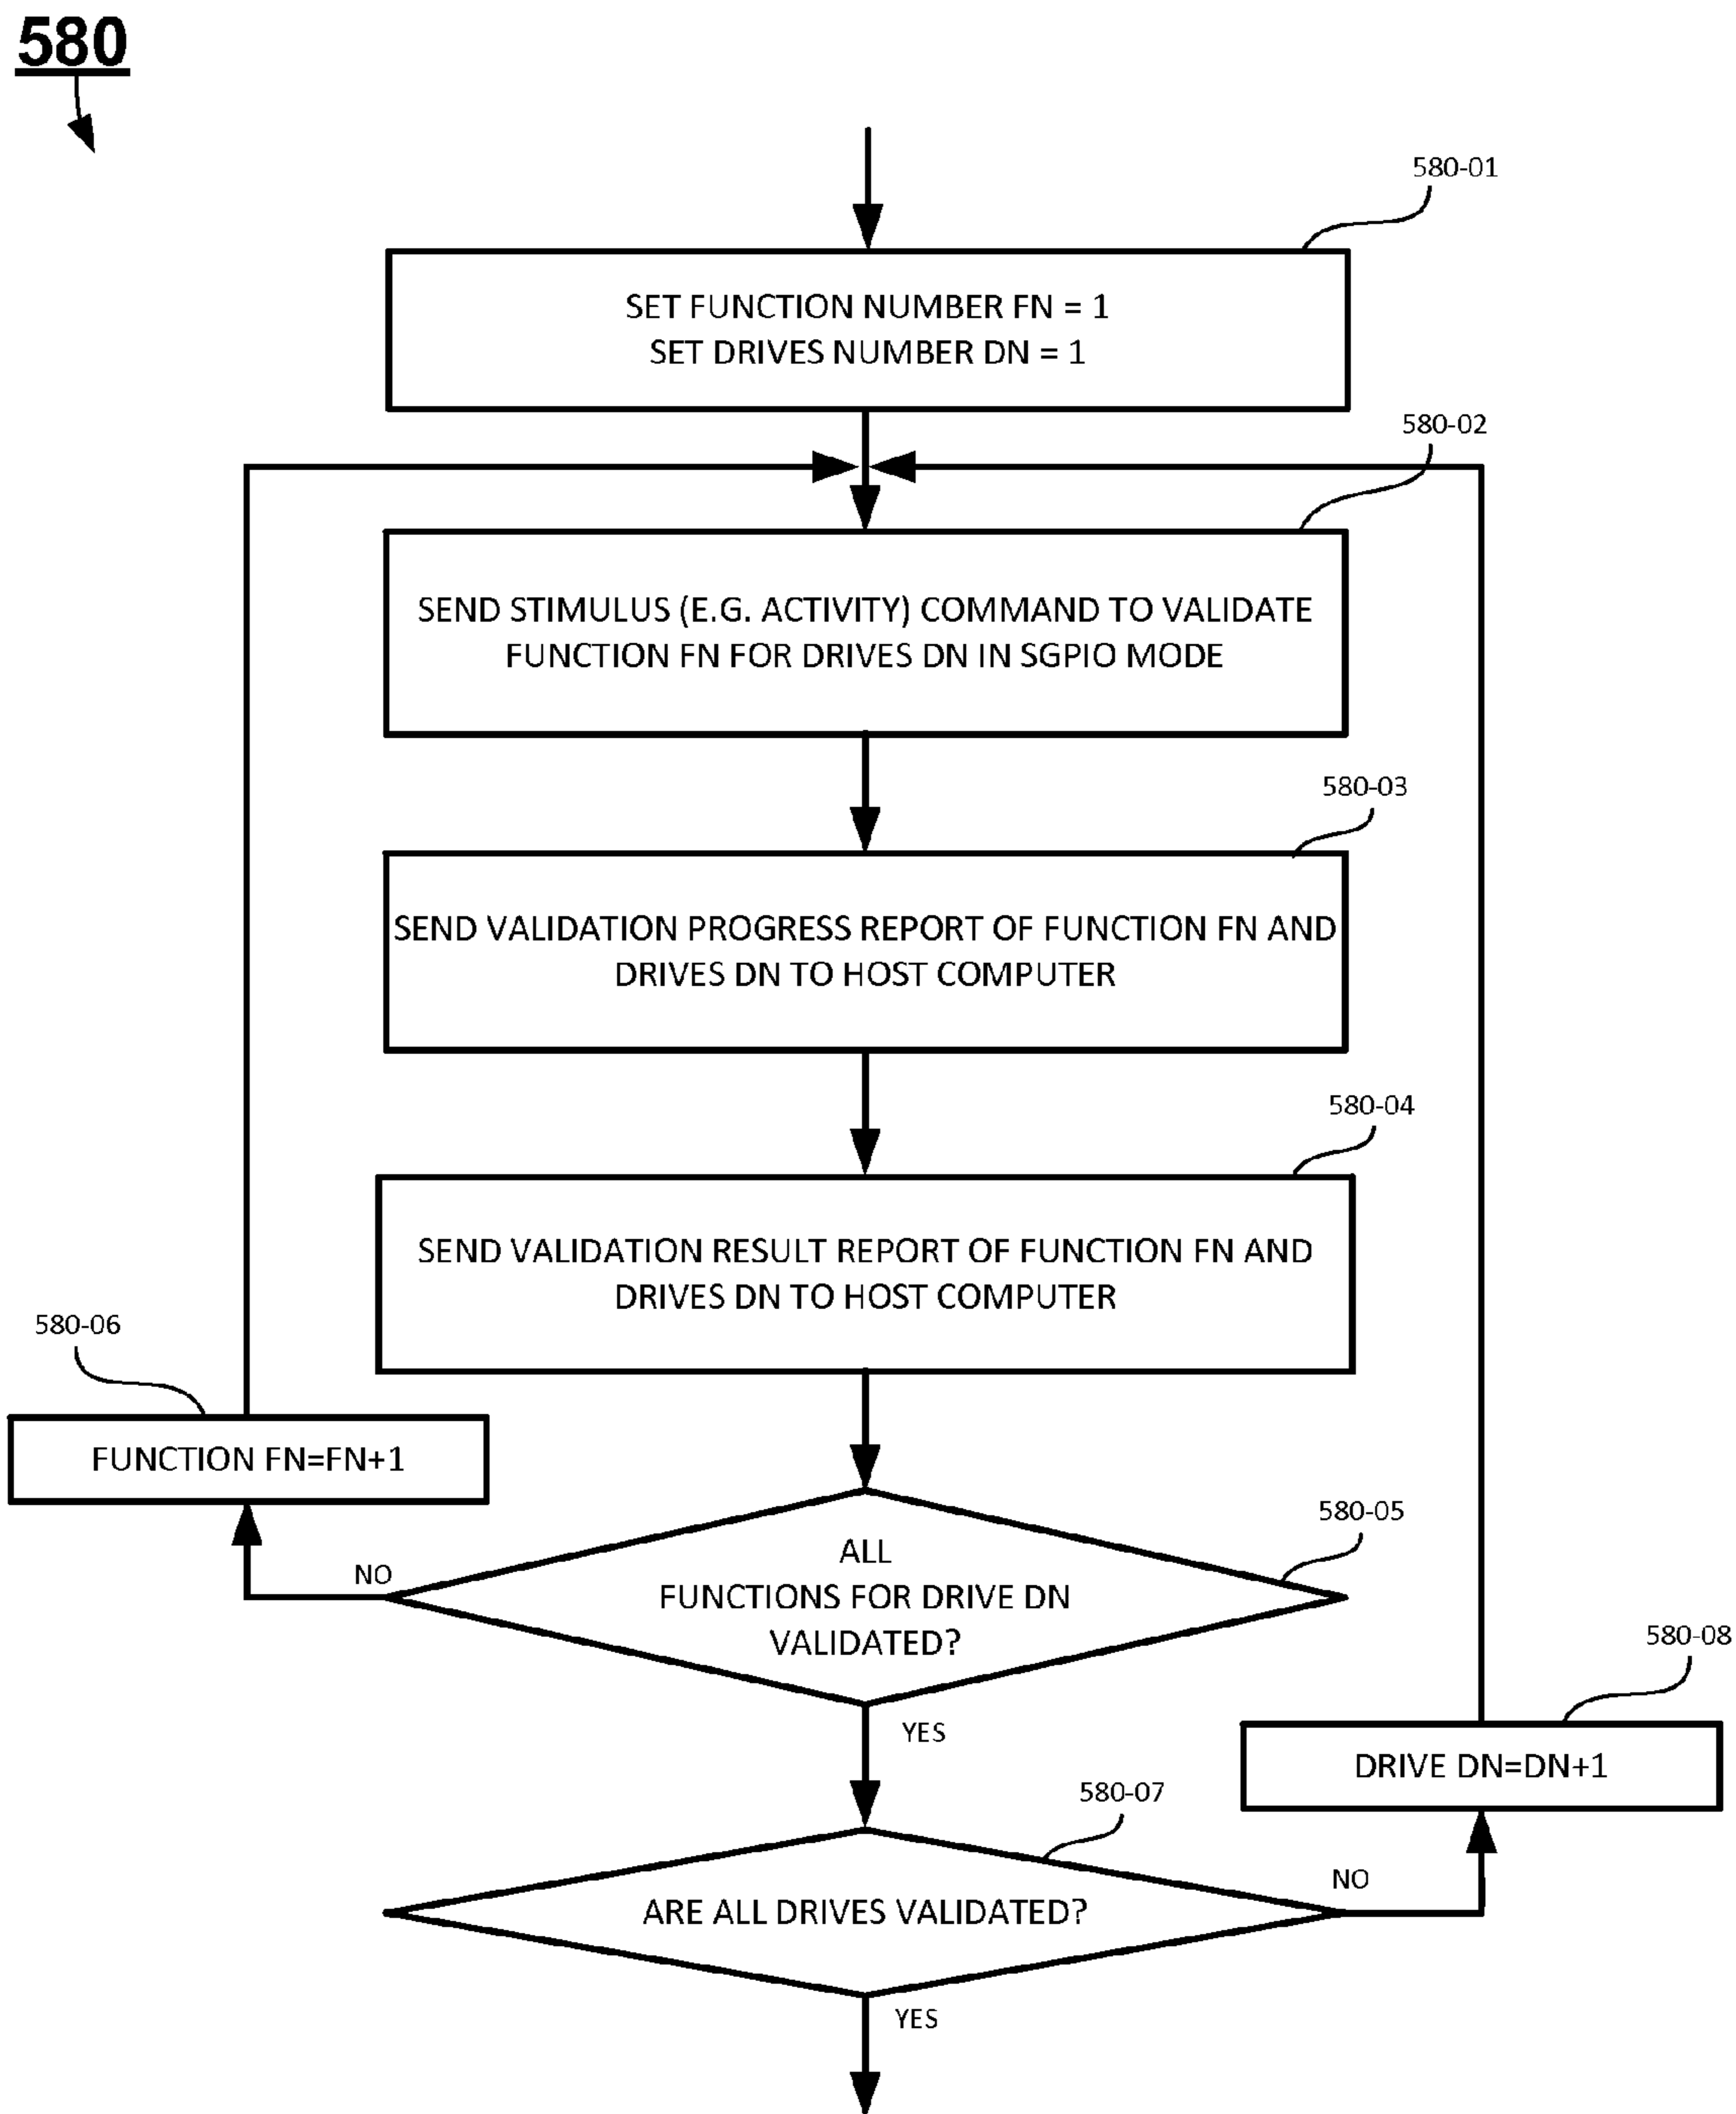 580
580-01
SET FUNCTION NUMBER FN = 1
SET DRIVES NUMBER DN = 1
580-02
SEND STIMULUS (E.G. ACTIVITY) COMMAND TO VALIDATE
FUNCTION FN FOR DRIVES DN IN SGPIO MODE
580-03
SEND VALIDATION PROGRESS REPORT OF FUNCTION FN AND
DRIVES DN TO HOST COMPUTER
580-04
SEND VALIDATION RESULT REPORT OF FUNCTION FN AND
DRIVES DN TO HOST COMPUTER
580-06
FUNCTION FN=FN+1
580-05
NO
ALL
FUNCTIONS FOR DRIVE DN
VALIDATED?
YES
580-08
DRIVE DN=DN+1
580-07
NO
ARE ALL DRIVES VALIDATED?
YES